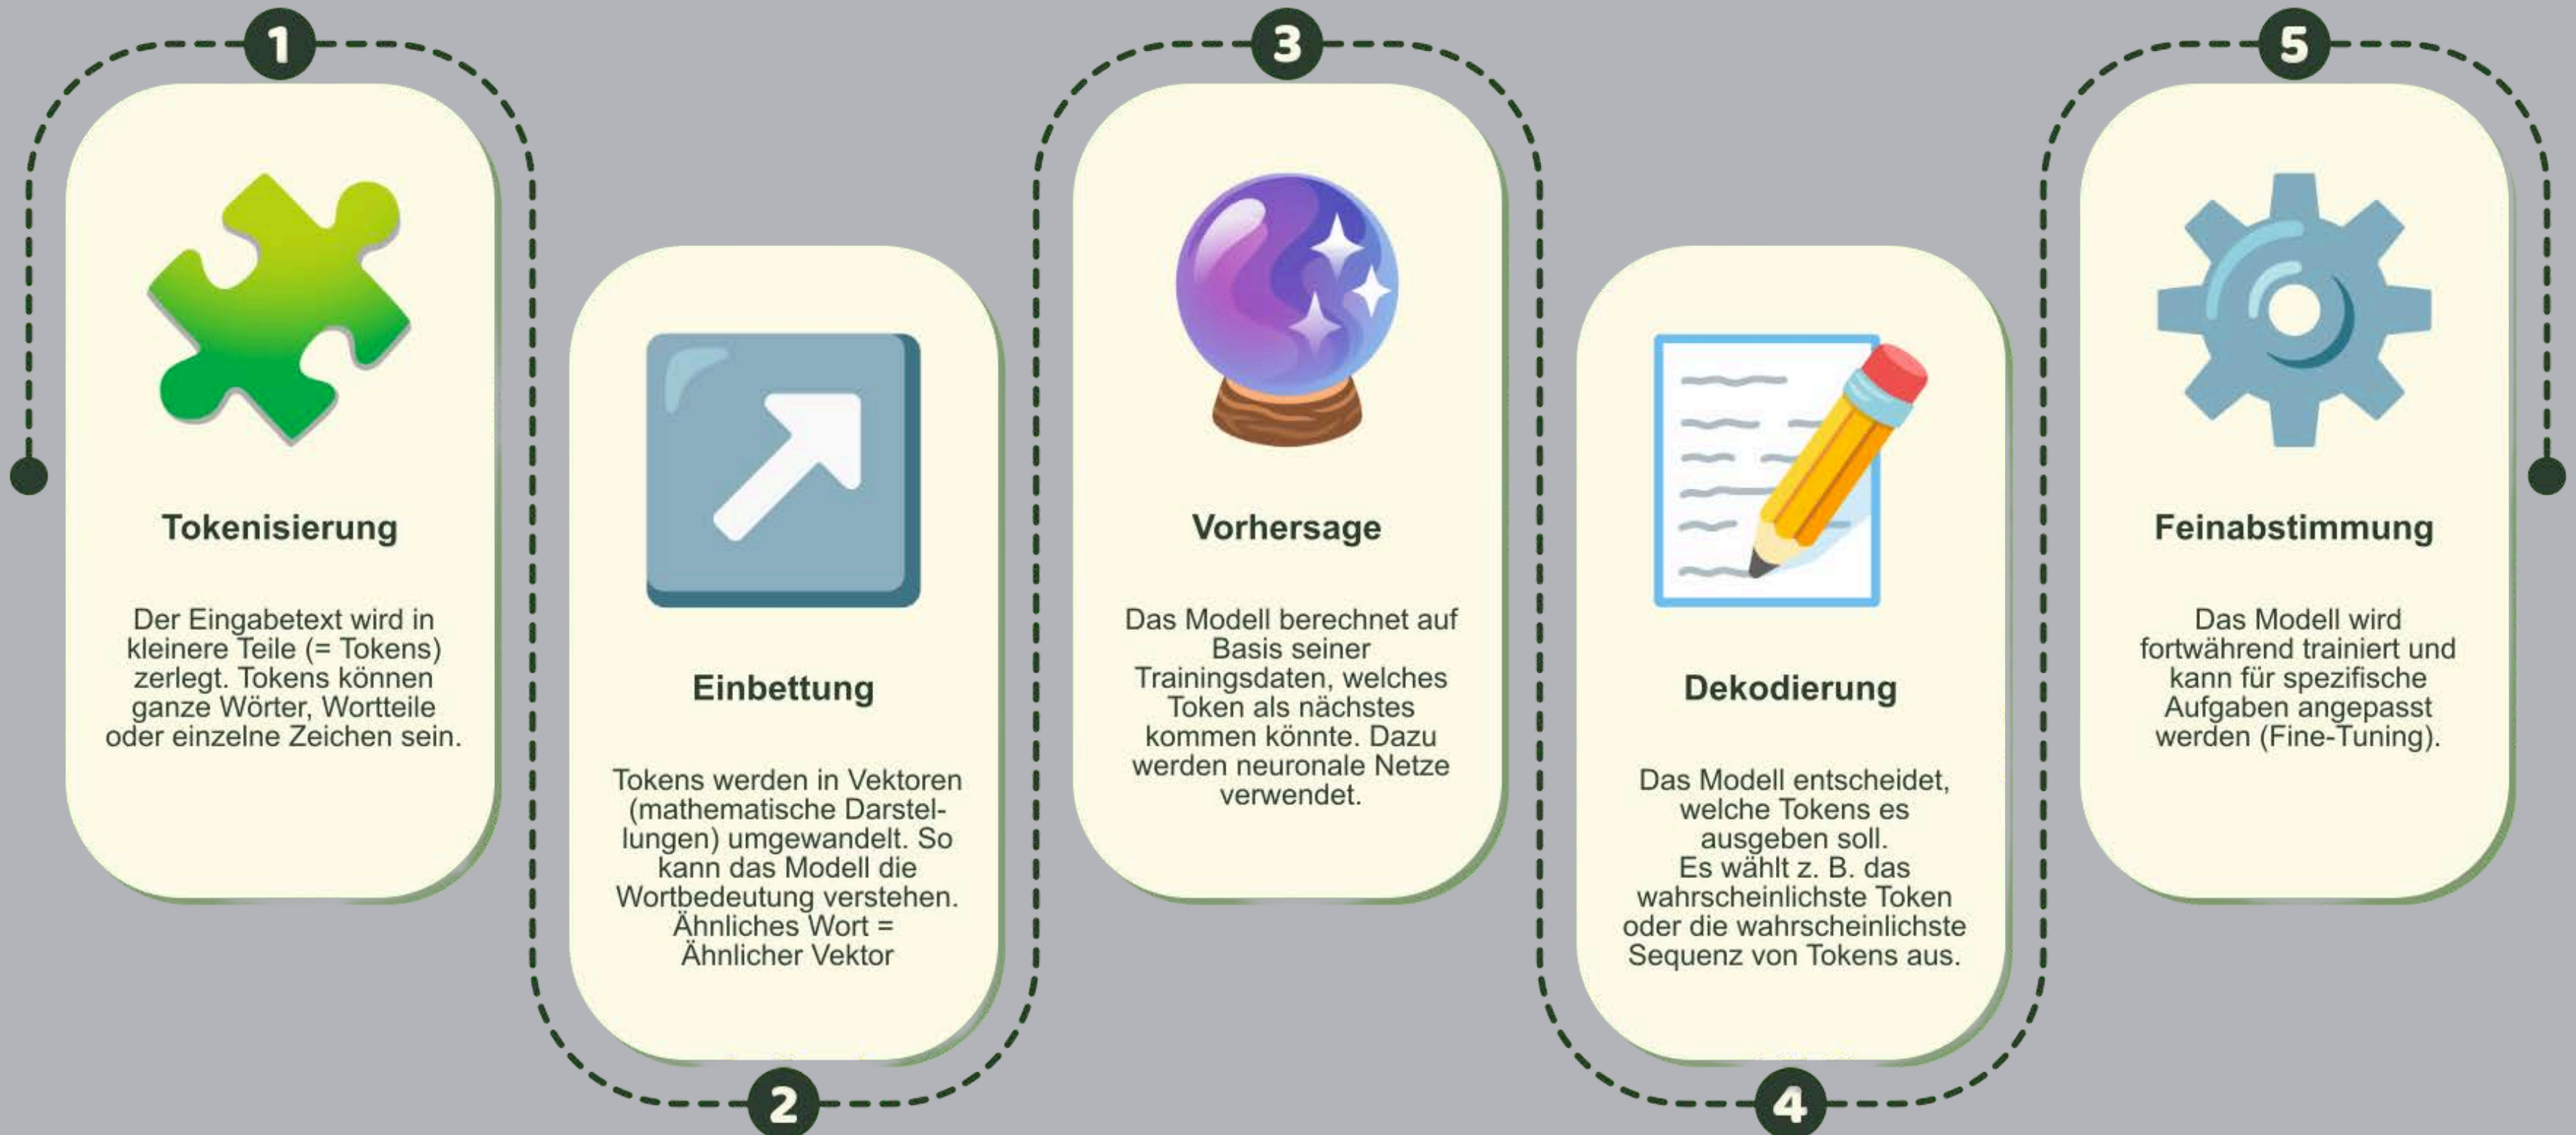 1
Tokenisierung
Der Eingabetext wird in
kleinere Teile (= Tokens)
zerlegt. Tokens können
ganze Wörter, Wortteile
oder einzelne Zeichen sein.
2
Einbettung
Tokens werden in Vektoren
(mathematische Darstel-
lungen) umgewandelt. So
kann das Modell die
Wortbedeutung verstehen.
Ähnliches Wort =
Ähnlicher Vektor
3
Vorhersage
Das Modell berechnet auf
Basis seiner
Trainingsdaten, welches
Token als nächstes
kommen könnte. Dazu
werden neuronale Netze
verwendet.
4
Dekodierung
Das Modell entscheidet,
welche Tokens es
ausgeben soll.
Es wählt z. B. das
wahrscheinlichste Token
oder die wahrscheinlichste
Sequenz von Tokens aus.
5
Feinabstimmung
Das Modell wird
fortwährend trainiert und
kann für spezifische
Aufgaben angepasst
werden (Fine-Tuning).